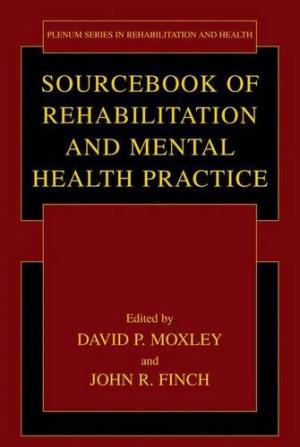 PLENUM SERIES IN REHABILITATION AND HEALTH
SOURCEBOOK OF
REHABILITATION
AND MENTAL
HEALTH PRACTICE
Edited by
DAVID P. MOXLEY
and
JOHN R. FINCH